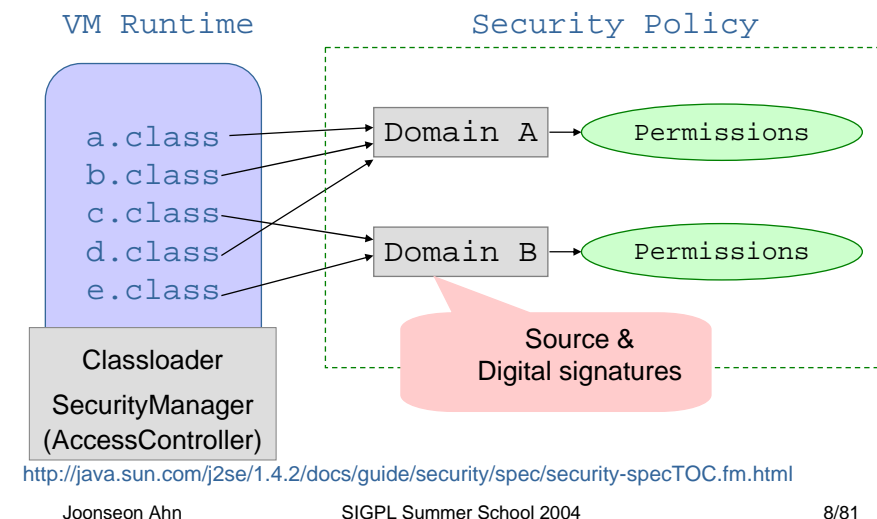 VM Runtime
Security Policy
a.class
b.class
c.class
d.class
e.class
Domain A
Permissions
Domain B
Permissions
Source &
Digital signatures
Classloader
SecurityManager
(AccessController)
http://java.sun.com/j2se/1.4.2/docs/guide/security/spec/security-specTOC.fm.html
Joonseon Ahn
SIGPL Summer School 2004
8/81